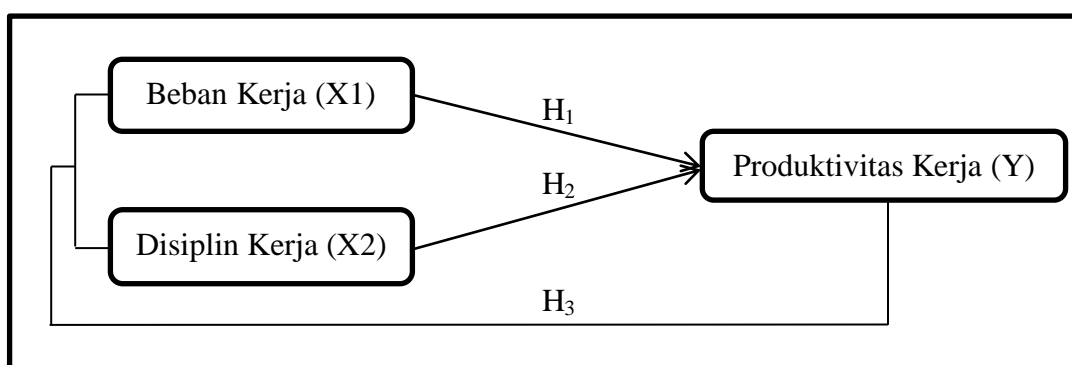 Beban Kerja (X1)
H₁
Produktivitas Kerja (Y)
H₂
Disiplin Kerja (X2)
H₃